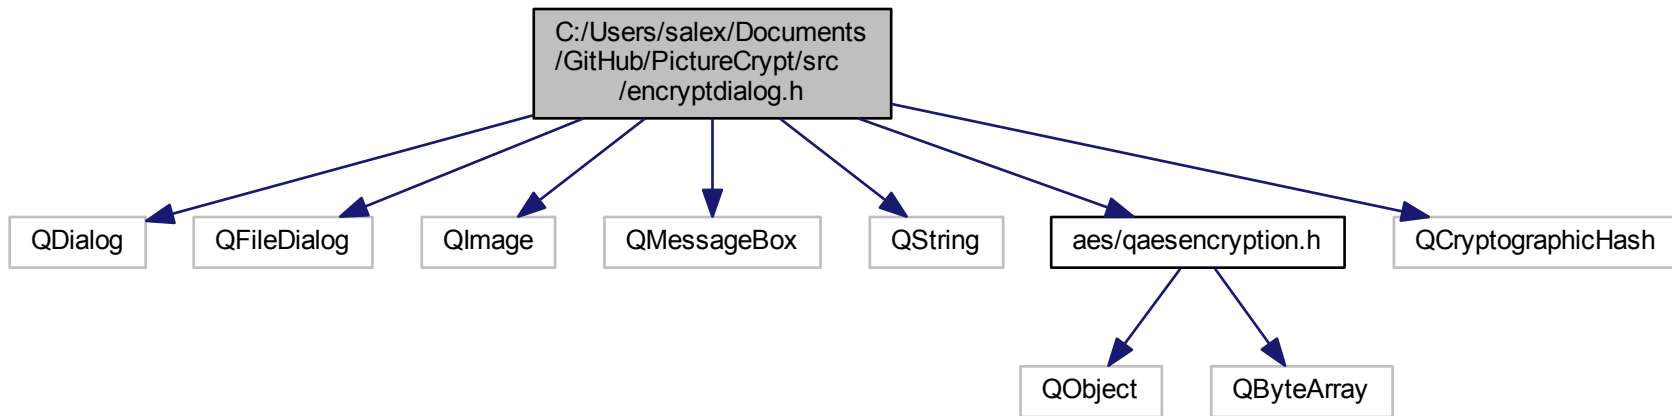 C:/Users/salex/Documents
/GitHub/PictureCrypt/src
/encryptdialog.h
QDialog
QFileDialog
QImage
QMessageBox
QString
aes/qaesencryption.h
QCryptographicHash
QObject
QByteArray